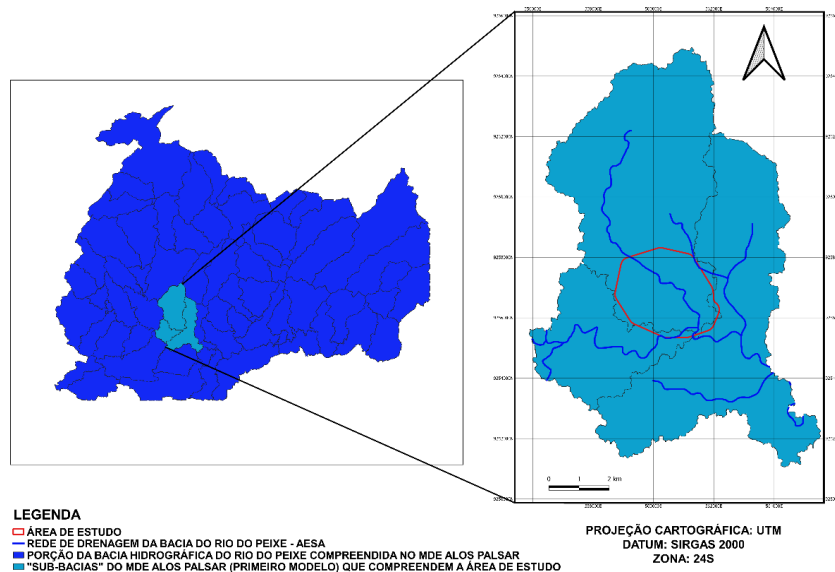 0 1 2 km
LEGENDA
ÁREA DE ESTUDO
REDE DE DRENAGEM DA BACIA DO RIO DO PEIXE - AESA
PORÇÃO DA BACIA HIDROGRÁFICA DO RIO DO PEIXE COMPREENDIDA NO MDE ALOS PALSAR
"SUB-BACIAS" DO MDE ALOS PALSAR (PRIMEIRO MODELO) QUE COMPREENDEM A ÁREA DE ESTUDO
PROJEÇÃO CARTOGRÁFICA: UTM
DATUM: SIRGAS 2000
ZONA: 24S